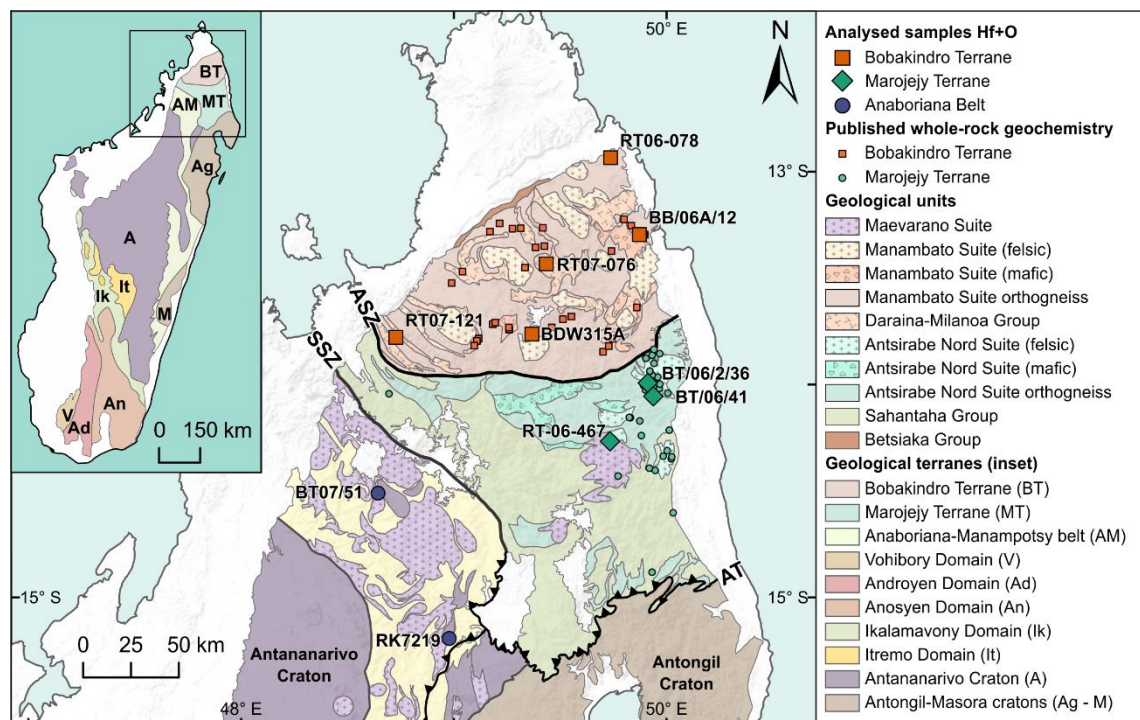 BT
AM
MT
Ag
A
It
Ik
M
V
Ad
An
0 150 km
50° E
N
13° S
RT06-078
BB/06A/12
RT07-076
ASZ
RT07-121
BDW315A
SSZ
BT/06/2/36
BT/06/41
RT-06-467
BT07/51
AT
15° S
15° S
0 25 50 km
RK7219
Antananarivo
Craton
Antongil
Craton
48° E
50° E
Analysed samples Hf+O
Bobakindro Terrane
Marojejy Terrane
Anaboriana Belt
Published whole-rock geochemistry
Bobakindro Terrane
Marojejy Terrane
Geological units
Maevarano Suite
Manambato Suite (felsic)
Manambato Suite (mafic)
Manambato Suite orthogneiss
Daraina-Milanoa Group
Antsirabe Nord Suite (felsic)
Antsirabe Nord Suite (mafic)
Antsirabe Nord Suite orthogneiss
Sahantaha Group
Betsiaka Group
Geological terranes (inset)
Bobakindro Terrane (BT)
Marojejy Terrane (MT)
Anaboriana-Manampotsy belt (AM)
Vohibory Domain (V)
Androyen Domain (Ad)
Anosyen Domain (An)
Ikalamavony Domain (Ik)
Itremo Domain (It)
Antananarivo Craton (A)
Antongil-Masora cratons (Ag - M)